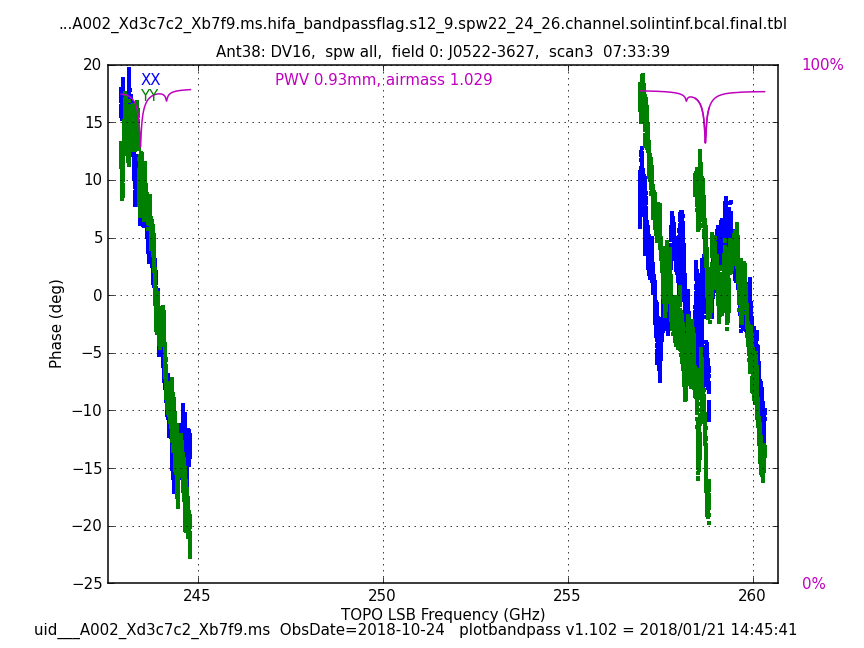 ...A002_Xd3c7c2_Xb7f9.ms.hifa_bandpassflag.s12_9.spw22_24_26.channel.solintinf.bcal.final.tbl
Ant38: DV16,  spw all,  field 0: J0522-3627,  scan3  07:33:39
XX
YY
PWV 0.93mm, airmass 1.029
100%
0%
20
15
10
5
0
−5
−10
−15
−20
−25
Phase (deg)
245
250
255
260
TOPO LSB Frequency (GHz)
uid___A002_Xd3c7c2_Xb7f9.ms  ObsDate=2018-10-24   plotbandpass v1.102 = 2018/01/21 14:45:41